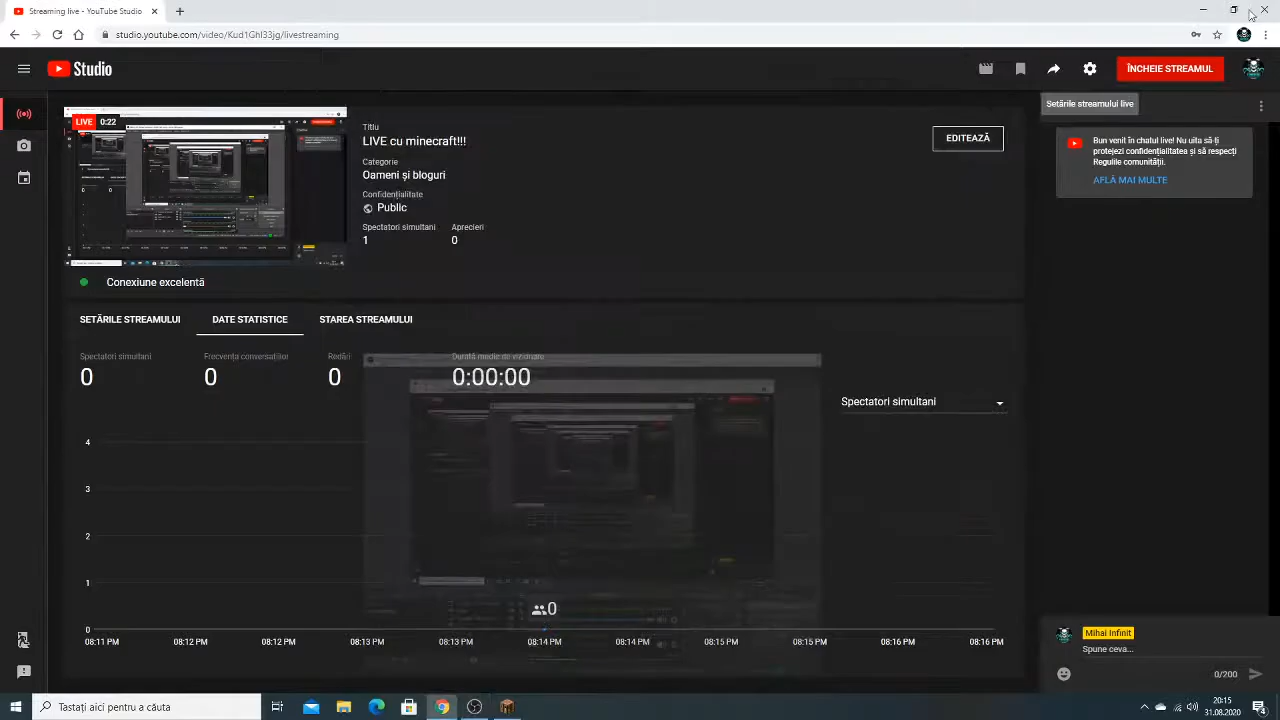 Streaming live - YouTube Studio
studio.youtube.com/video/Kud1Ghl33jg/livestreaming
Studio
ÎNCHEIE STREAMUL
LIVE 0:22
Titlu
LIVE cu minecraft!!!
Categorie
Oameni și bloguri
Confidențialitate
Public
Spectatori simultani
1 0
EDITEAZĂ
Setările streamului live
Bun venit în chatul live! Nu uita să-ți
protejezi confidențialitatea și să respecți
Regulile comunității.
AFLĂ MAI MULTE
Conexiune excelentă
SETĂRILE STREAMULUI DATE STATISTICE STAREA STREAMULUI
Spectatori simultani Frecvența conversațiilor Redări Durată medie de vizionare
0 0 0 0:00:00
Spectatori simultani
4
3
2
1
0
0
08:11 PM 08:12 PM 08:12 PM 08:13 PM 08:13 PM 08:14 PM 08:14 PM 08:15 PM 08:15 PM 08:16 PM 08:16 PM
Mihai Infinit
Spune ceva...
0/200
Tastați aici pentru a căuta
20:15
31.08.2020
4